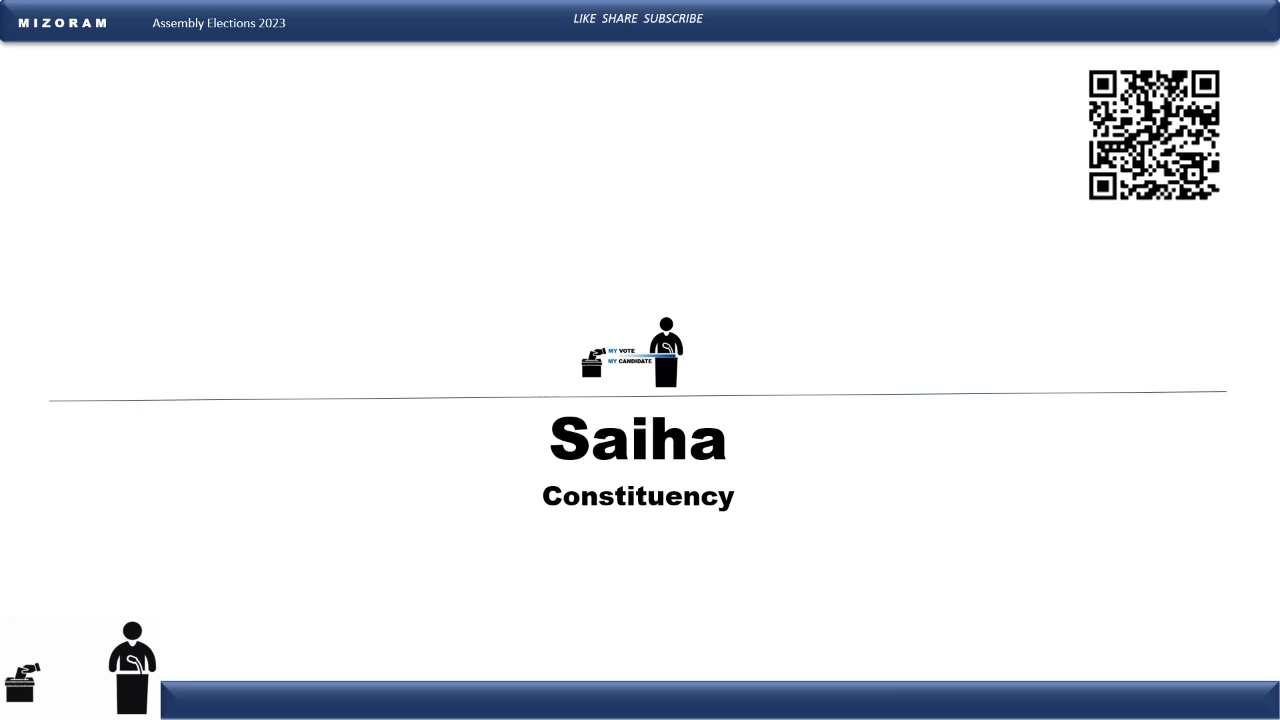 MIZORAM
Assembly Elections 2023
LIKE SHARE SUBSCRIBE
MY VOTE
MY CANDIDATE
Saiha
Constituency